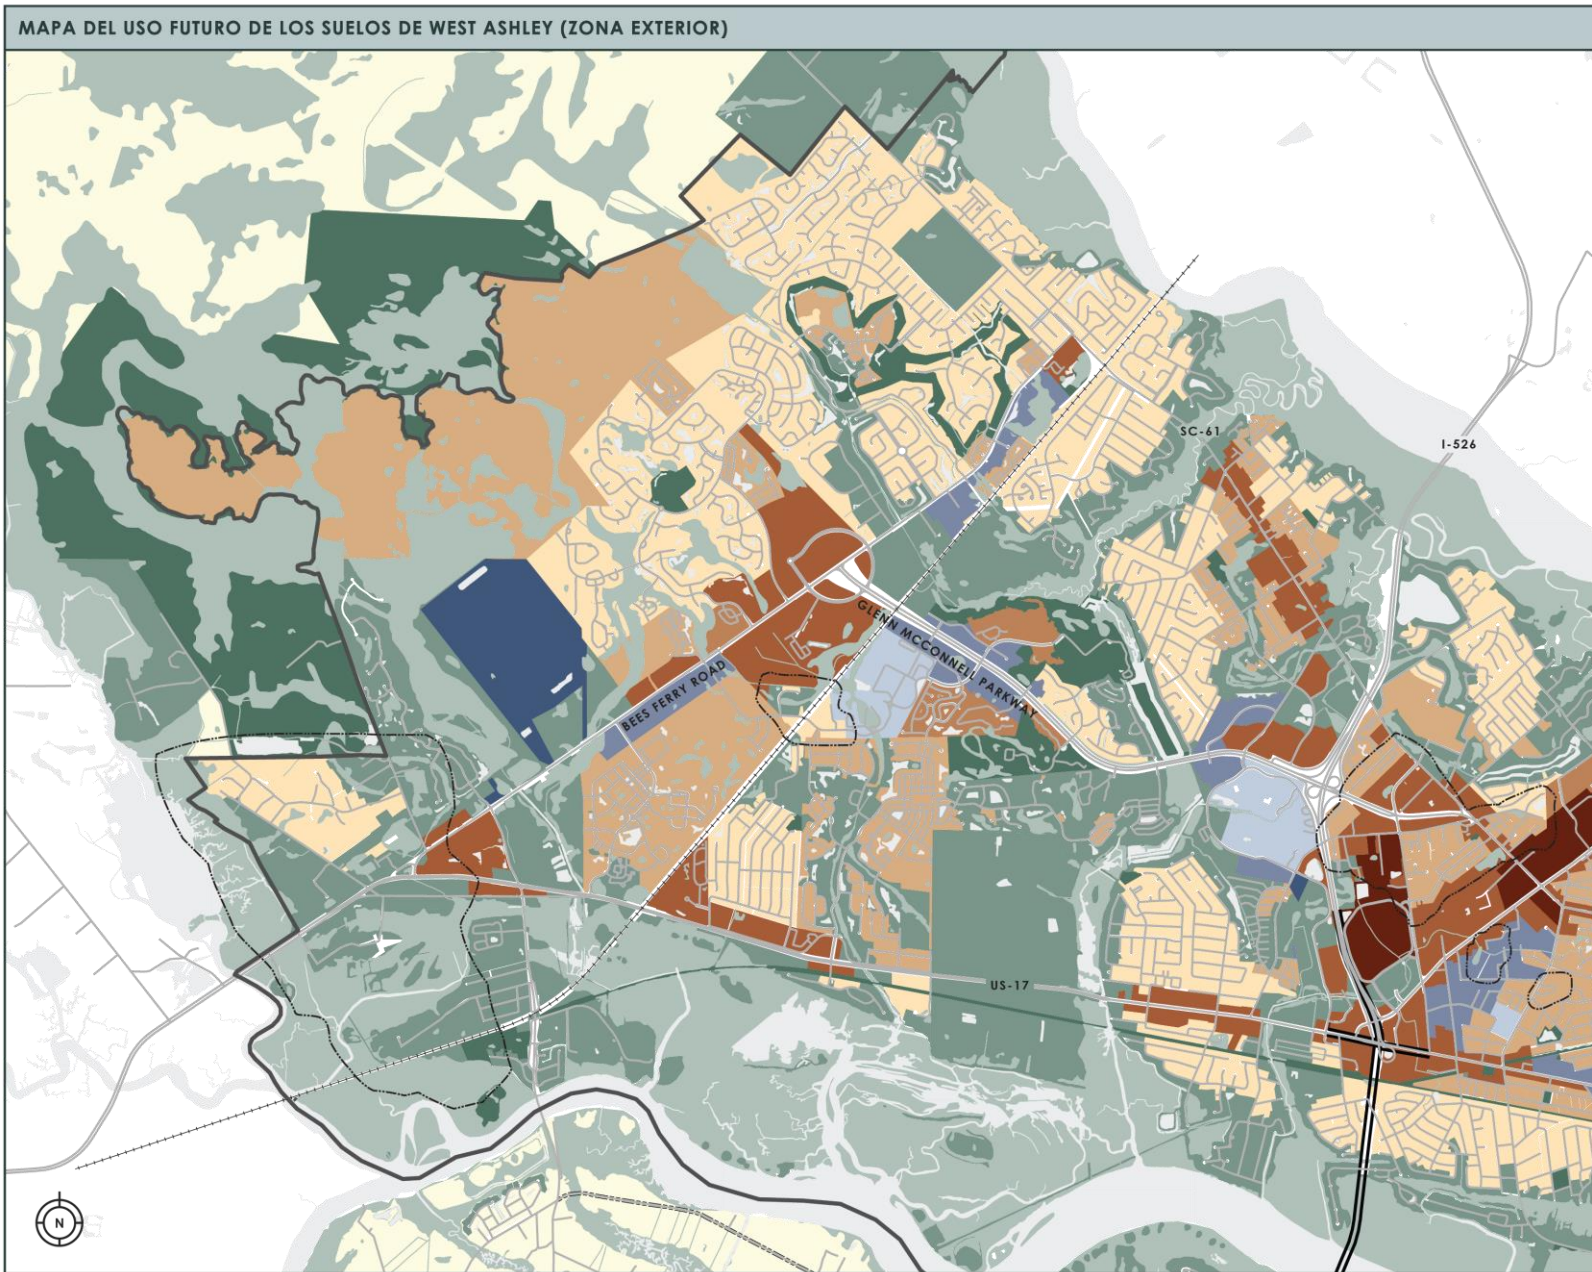 MAPA DEL USO FUTURO DE LOS SUELOS DE WEST ASHLEY (ZONA EXTERIOR)
SC-61
I-526
GLENN MCCONNELL PARKWAY
BEES FERRY ROAD
US-17
N